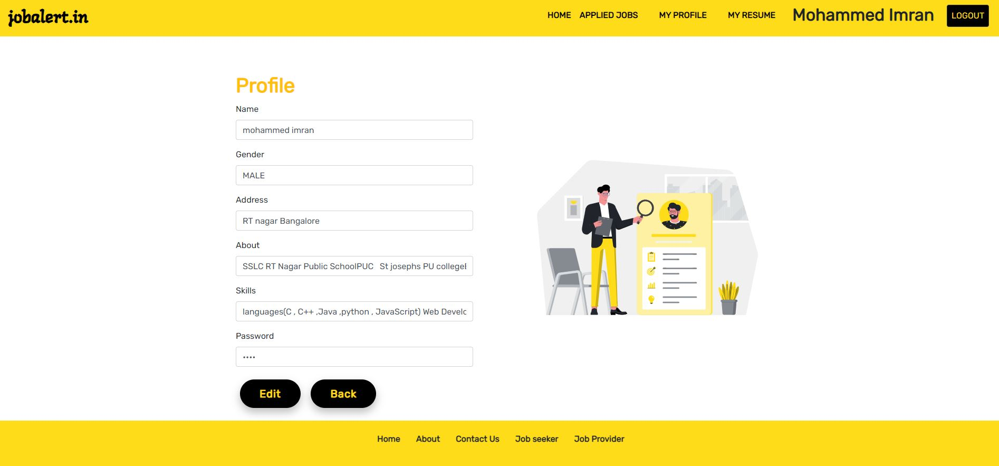 jobalert.in
HOME APPLIED JOBS MY PROFILE MY RESUME Mohammed Imran LOGOUT
Profile
Name
mohammed imran
Gender
MALE
Address
RT nagar Bangalore
About
SSLC RT Nagar Public SchoolPUC St josephs PU college
Skills
languages(C , C++ ,Java ,python , JavaScript) Web Develo
Password
••••
Edit Back
Home About Contact Us Job seeker Job Provider